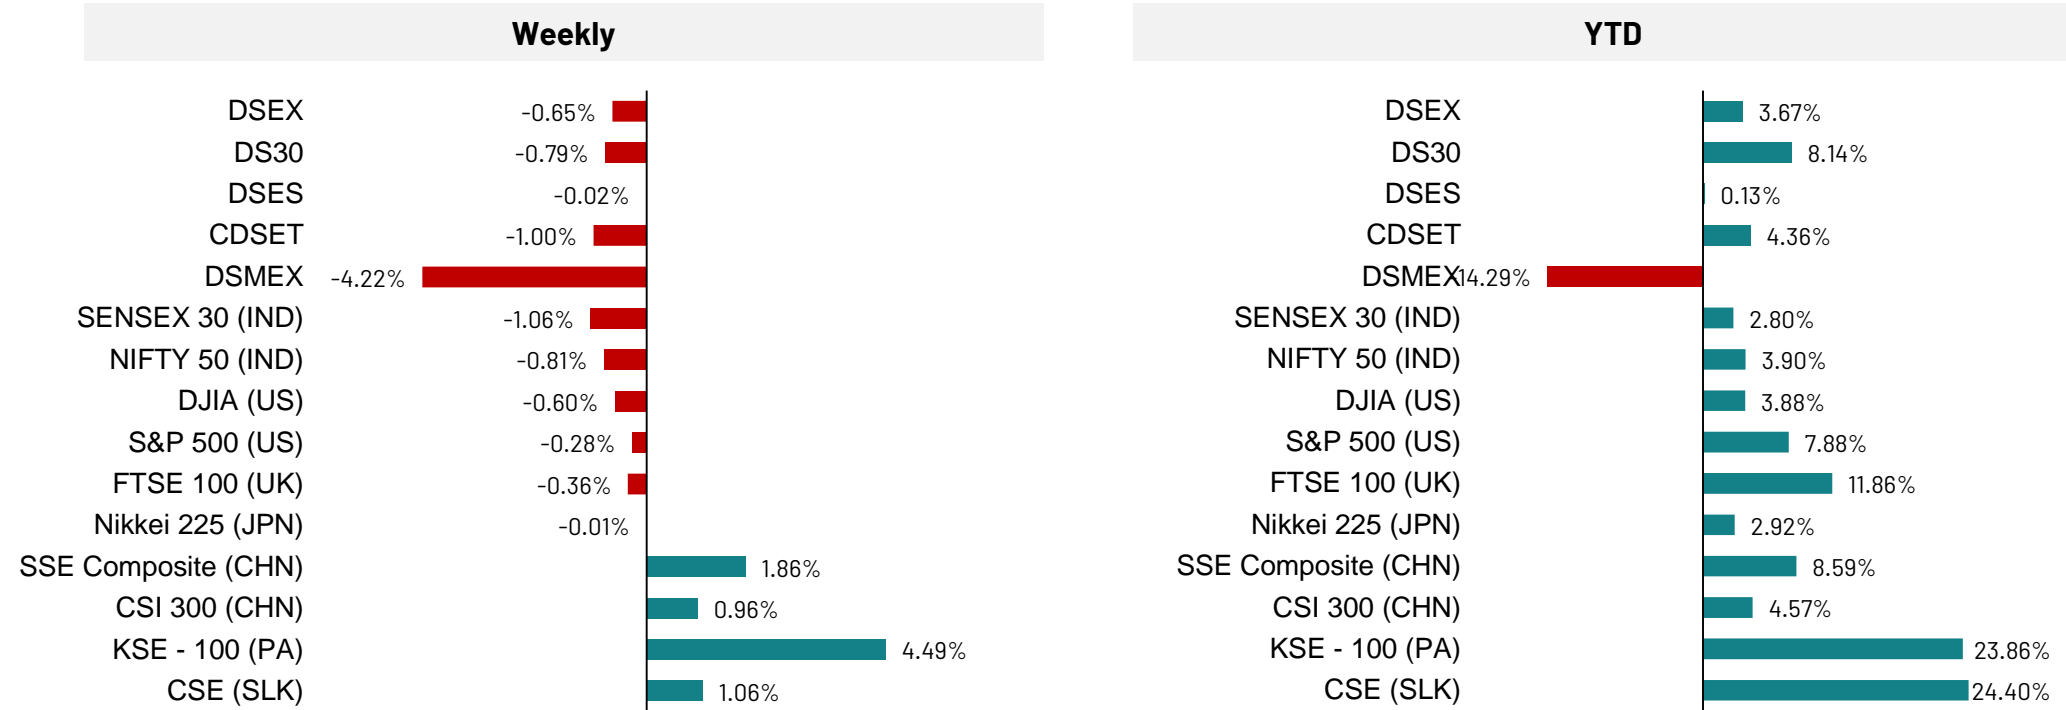 Weekly
DSEX -0.65%
DS30 -0.79%
DSES -0.02%
CDSET -1.00%
DSMEX -4.22%
SENSEX 30 (IND) -1.06%
NIFTY 50 (IND) -0.81%
DJIA (US) -0.60%
S&P 500 (US) -0.28%
FTSE 100 (UK) -0.36%
Nikkei 225 (JPN) -0.01%
SSE Composite (CHN) 1.86%
CSI 300 (CHN) 0.96%
KSE - 100 (PA) 4.49%
CSE (SLK) 1.06%
YTD
DSEX 3.67%
DS30 8.14%
DSES 0.13%
CDSET 4.36%
DSMEX -14.29%
SENSEX 30 (IND) 2.80%
NIFTY 50 (IND) 3.90%
DJIA (US) 3.88%
S&P 500 (US) 7.88%
FTSE 100 (UK) 11.86%
Nikkei 225 (JPN) 2.92%
SSE Composite (CHN) 8.59%
CSI 300 (CHN) 4.57%
KSE - 100 (PA) 23.86%
CSE (SLK) 24.40%